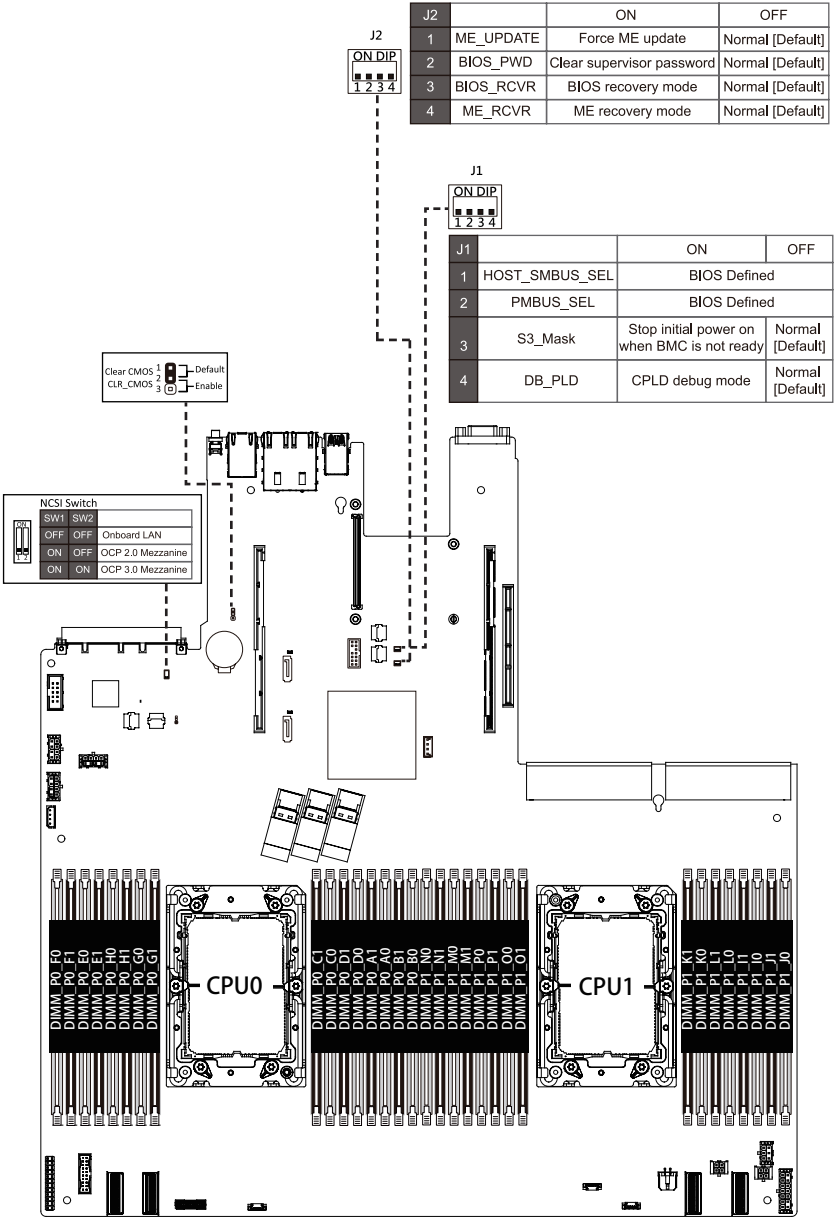 J2
ON DIP
1 2 3 4
J2 ON OFF
1 ME_UPDATE Force ME update Normal [Default]
2 BIOS_PWD Clear supervisor password Normal [Default]
3 BIOS_RCVR BIOS recovery mode Normal [Default]
4 ME_RCVR ME recovery mode Normal [Default]
J1
ON DIP
1 2 3 4
J1 ON OFF
1 HOST_SMBUS_SEL BIOS Defined
2 PMBUS_SEL BIOS Defined
3 S3_Mask Stop initial power on
when BMC is not ready Normal
[Default]
4 DB_PLD CPLD debug mode Normal
[Default]
Clear CMOS 1 Default
CLR_CMOS 2
3 Enable
NCSI Switch
ON
1 2
SW1 SW2
OFF OFF Onboard LAN
ON OFF OCP 2.0 Mezzanine
ON ON OCP 3.0 Mezzanine
DIMM_P0_F0
DIMM_P0_F1
DIMM_P0_E0
DIMM_P0_E1
DIMM_P0_H0
DIMM_P0_H1
DIMM_P0_G0
DIMM_P0_G1
CPU0
DIMM_P0_C1
DIMM_P0_C0
DIMM_P0_D1
DIMM_P0_D0
DIMM_P0_A1
DIMM_P0_A0
DIMM_P0_B1
DIMM_P0_B0
DIMM_P1_N0
DIMM_P1_N1
DIMM_P1_M0
DIMM_P1_M1
DIMM_P1_P0
DIMM_P1_P1
DIMM_P1_O0
DIMM_P1_O1
CPU1
DIMM_P1_K1
DIMM_P1_K0
DIMM_P1_L1
DIMM_P1_L0
DIMM_P1_I1
DIMM_P1_I0
DIMM_P1_J1
DIMM_P1_J0